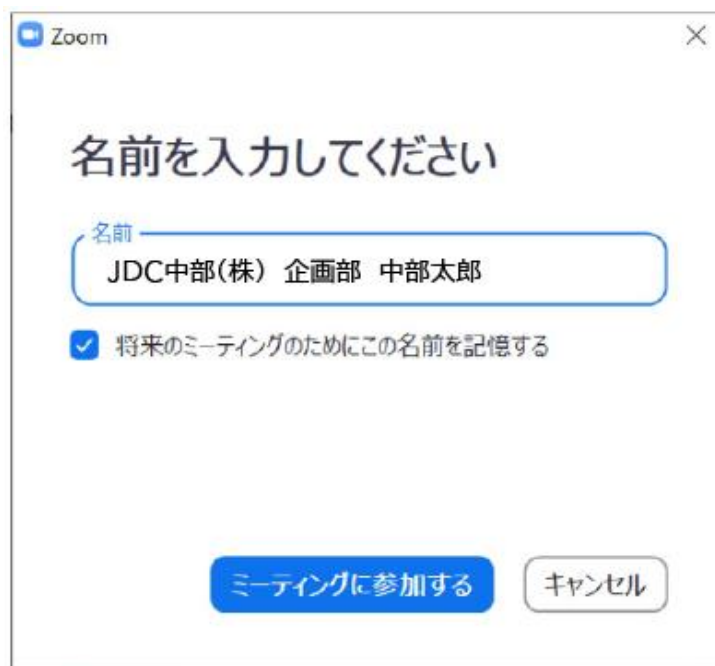 Zoom
名前を入力してください
名前
JDC中部(株) 企画部 中部太郎
将来のミーティングのためにこの名前を記憶する
ミーティングに参加する
キャンセル